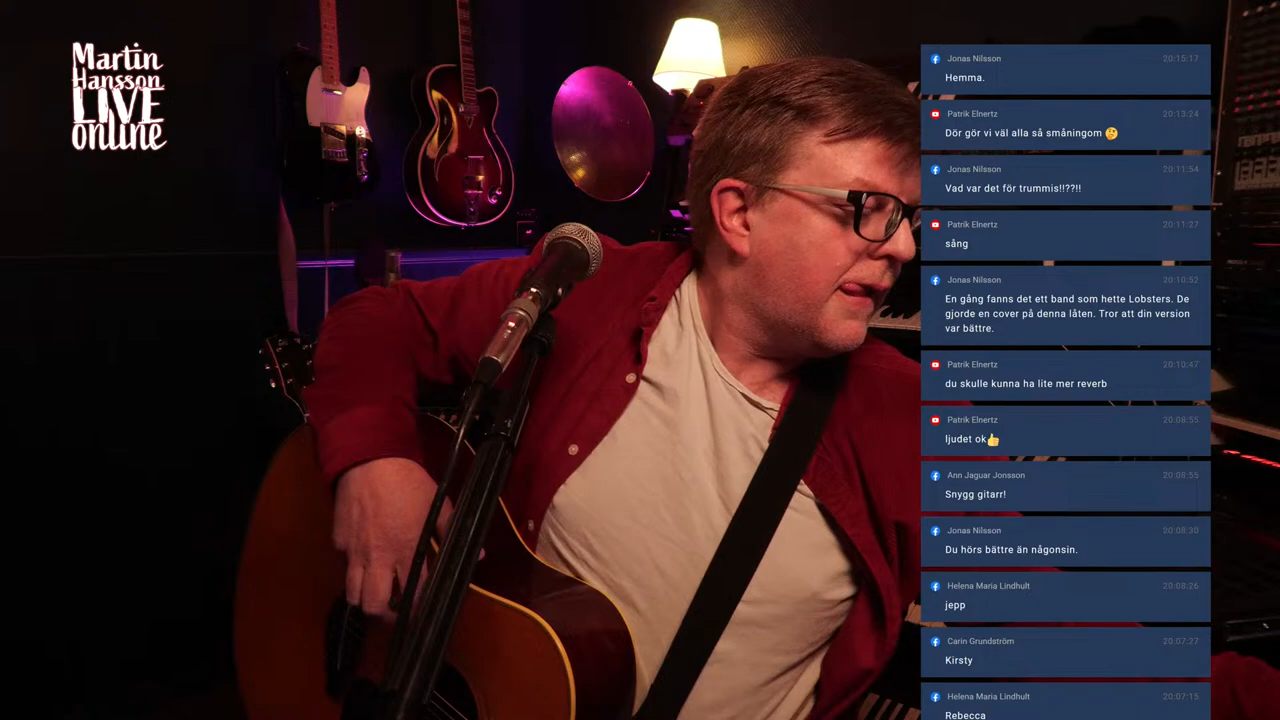 Martin
Hansson
LIVE
online
Jonas Nilsson 20:15:17
Hemma.
Patrik Elnertz 20:13:24
Dör gör vi väl alla så småningom 🤔
Jonas Nilsson 20:11:54
Vad var det för trummis!!??!!
Patrik Elnertz 20:11:27
sång
Jonas Nilsson 20:10:52
En gång fanns det ett band som hette Lobsters. De
gjorde en cover på denna låten. Tror att din version
var bättre.
Patrik Elnertz 20:10:47
du skulle kunna ha lite mer reverb
Patrik Elnertz 20:08:55
ljudet ok👍
Ann Jaguar Jonsson 20:08:55
Snygg gitarr!
Jonas Nilsson 20:08:30
Du hörs bättre än någonsin.
Helena Maria Lindhult 20:08:26
jepp
Carin Grundström 20:07:27
Kirsty
Helena Maria Lindhult 20:07:15
Rebecca